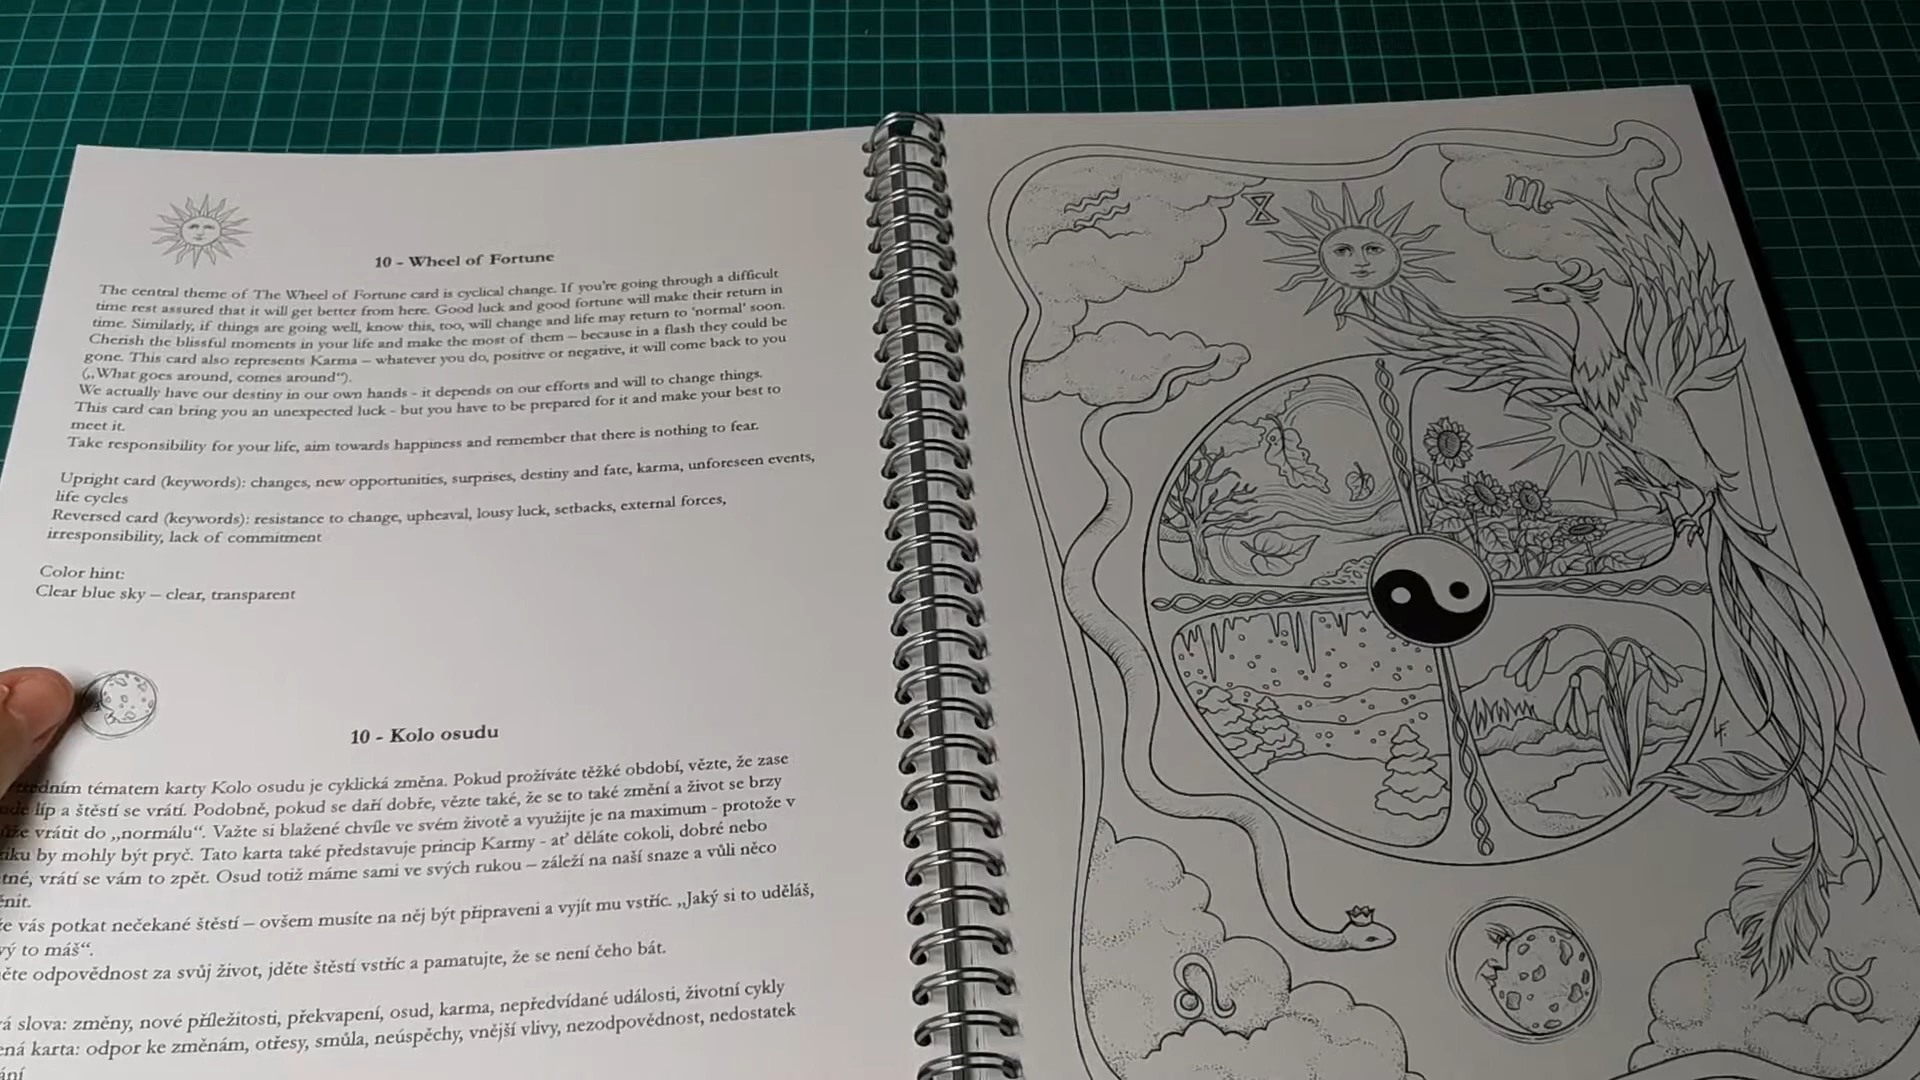 10 - Wheel of Fortune
The central theme of The Wheel of Fortune card is cyclical change. If you're going through a difficult
time rest assured that it will get better from here. Good luck and good fortune will make their return in
time. Similarly, if things are going well, know this, too, will change and life may return to 'normal' soon.
Cherish the blissful moments in your life and make the most of them – because in a flash they could be
gone. This card also represents Karma – whatever you do, positive or negative, it will come back to you
(„What goes around, comes around“).
We actually have our destiny in our own hands - it depends on our efforts and will to change things.
This card can bring you an unexpected luck - but you have to be prepared for it and make your best to
meet it.
Take responsibility for your life, aim towards happiness and remember that there is nothing to fear.
Upright card (keywords): changes, new opportunities, surprises, destiny and fate, karma, unforeseen events,
life cycles
Reversed card (keywords): resistance to change, upheaval, lousy luck, setbacks, external forces,
irresponsibility, lack of commitment
Color hint:
Clear blue sky – clear, transparent
10 - Kolo osudu
tématem karty Kolo osudu je cyklická změna. Pokud prožíváte těžké období, vězte, že zase
líp a štěstí se vrátí. Podobně, pokud se daří dobře, vězte také, že se to také změní a život se brzy
vrátit do „normálu“. Važte si blažené chvíle ve svém životě a využijte je na maximum - protože v
by mohly být pryč. Tato karta také představuje princip Karmy - ať děláte cokoli, dobré nebo
vrátí se vám to zpět. Osud totiž máme sami ve svých rukou – záleží na naší snaze a vůli něco
vás potkat nečekané štěstí – ovšem musíte na něj být připraveni a vyjít mu vstříc. „Jaký si to uděláš,
to máš“.
odpovědnost za svůj život, jděte štěstí vstříc a pamatujte, že se není čeho bát.
slova: změny, nové příležitosti, překvapení, osud, karma, nepředvídané události, životní cykly
karta: odpor ke změnám, otřesy, smůla, neúspěchy, vnější vlivy, nezodpovědnost, nedostatek
LF.